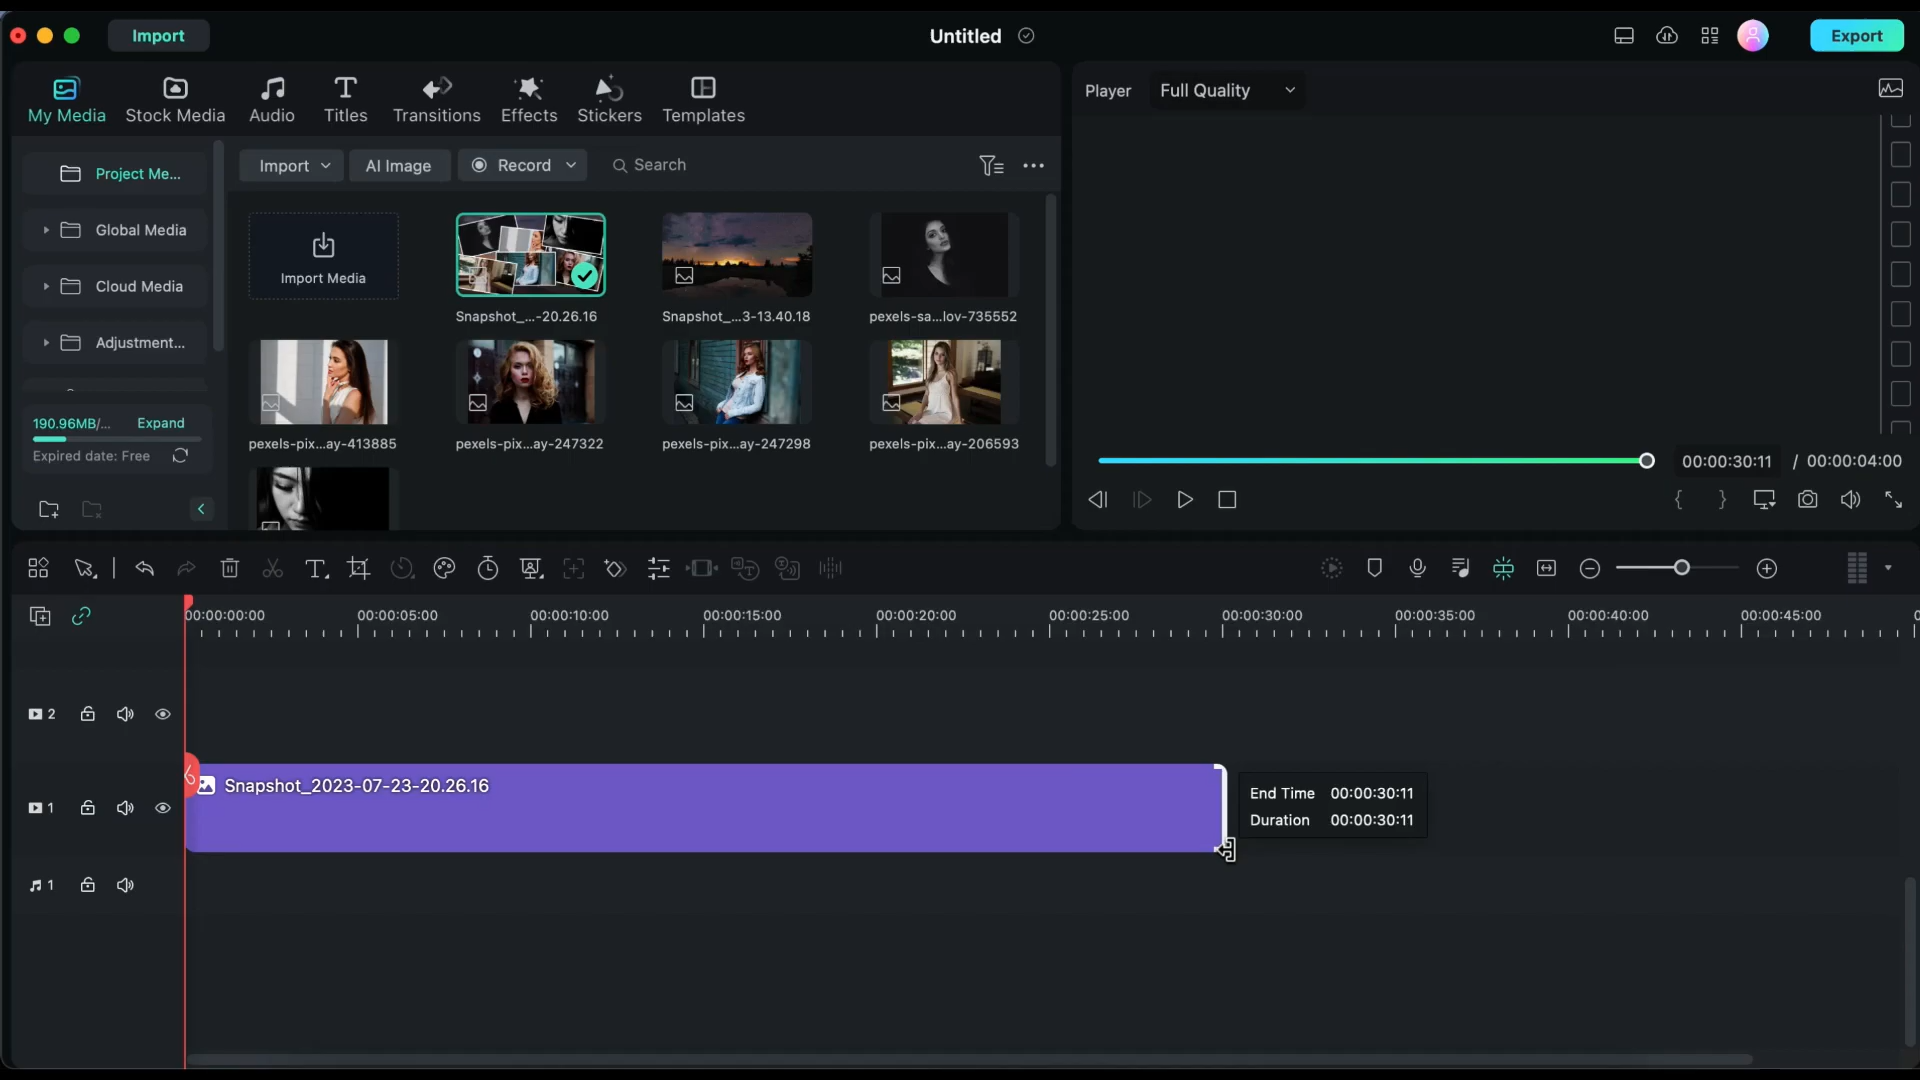 Import
Untitled
Export
My Media
Stock Media
Audio
Titles
Transitions
Effects
Stickers
Templates
Player
Full Quality
Project Me...
Global Media
Cloud Media
Adjustment...
190.96MB/...
Expand
Expired date: Free
Import
AI Image
Record
Search
Import Media
Snapshot_...-20.26.16
Snapshot_...3-13.40.18
pexels-sa...lov-735552
pexels-pix...ay-413885
pexels-pix...ay-247322
pexels-pix...ay-247298
pexels-pix...ay-206593
00:00:30:11 / 00:00:04:00
00:00:00:00
00:00:05:00
00:00:10:00
00:00:15:00
00:00:20:00
00:00:25:00
00:00:30:00
00:00:35:00
00:00:40:00
00:00:45:00
2
1
Snapshot_2023-07-23-20.26.16
End Time 00:00:30:11
Duration 00:00:30:11
1